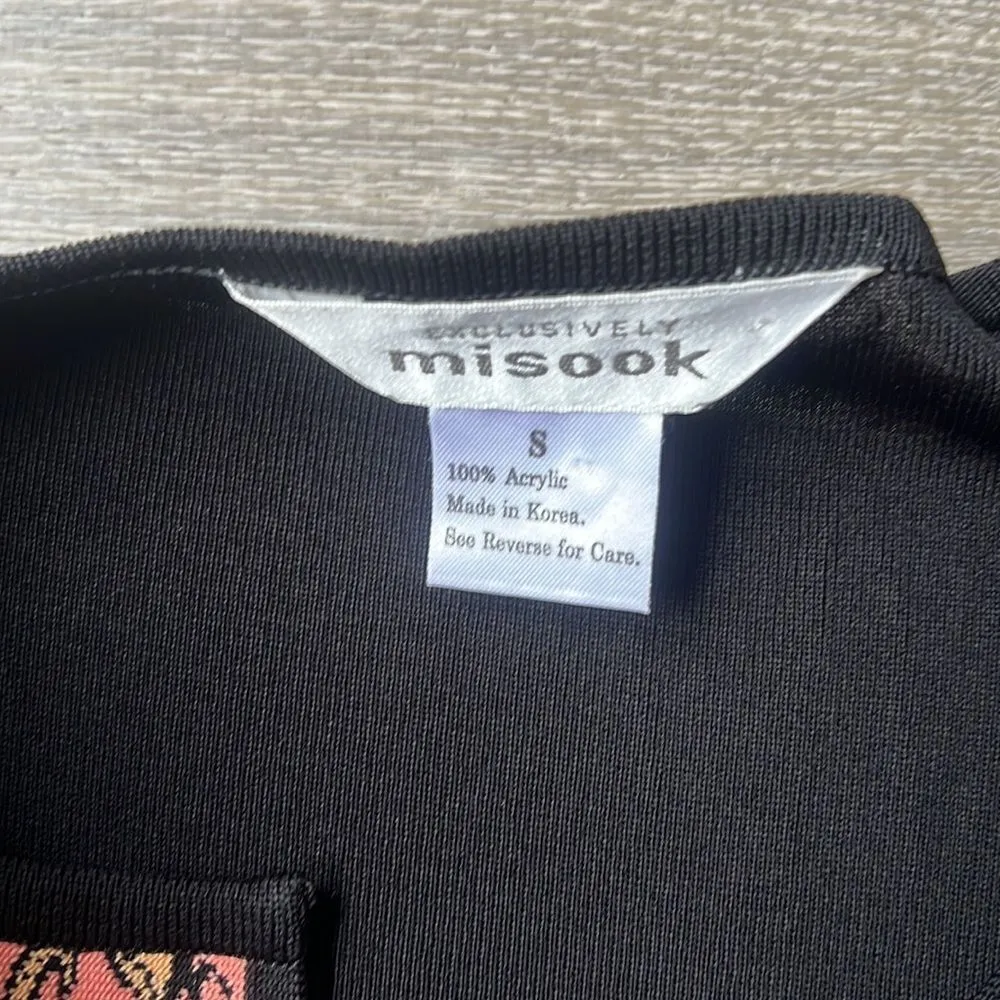 EXCLUSIVELY
misook
S
100% Acrylic
Made in Korea.
See Reverse for Care.